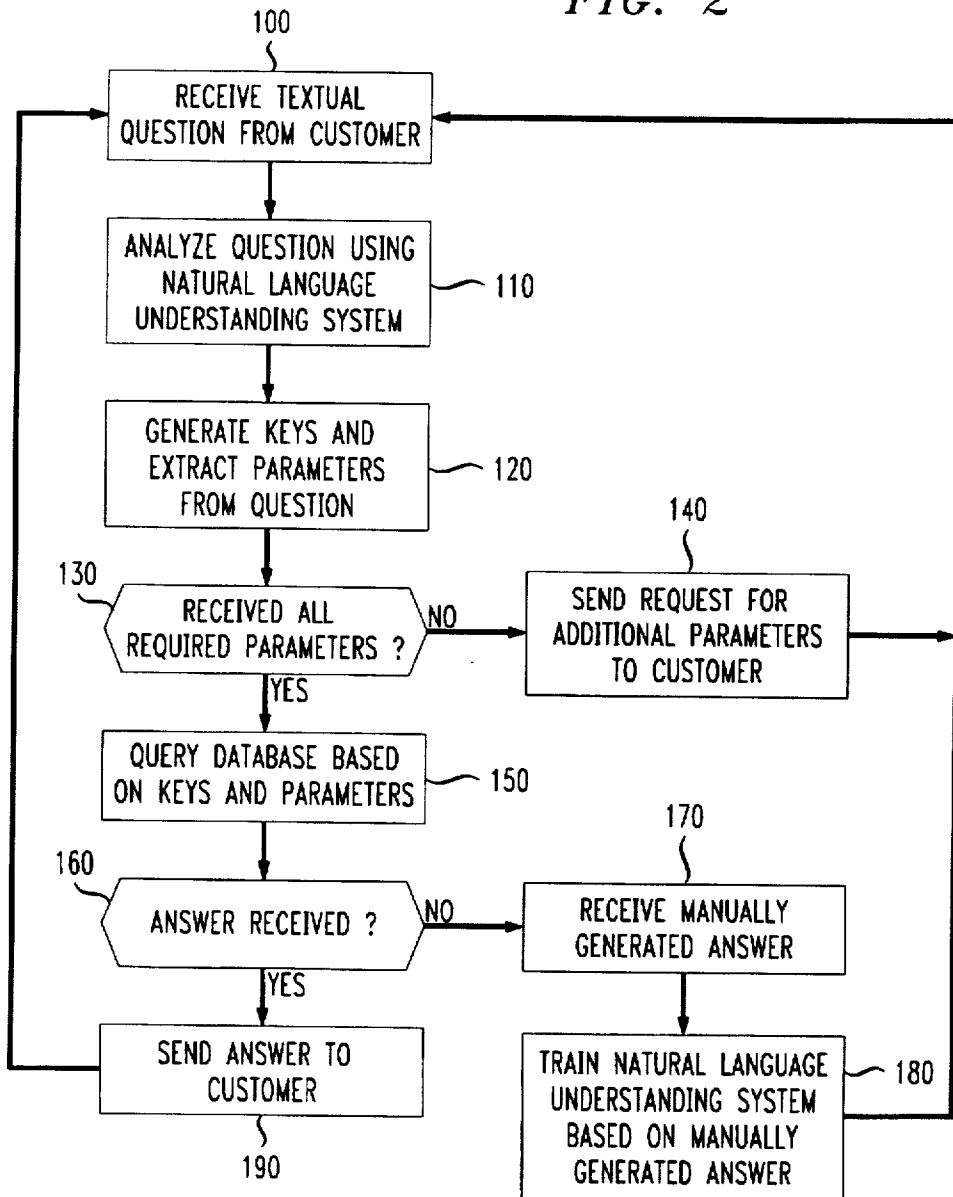 FIG. 2
100
RECEIVE TEXTUAL
QUESTION FROM CUSTOMER
ANALYZE QUESTION USING
NATURAL LANGUAGE
UNDERSTANDING SYSTEM
110
GENERATE KEYS AND
EXTRACT PARAMETERS
FROM QUESTION
120
130
RECEIVED ALL
REQUIRED PARAMETERS ?
NO
YES
140
SEND REQUEST FOR
ADDITIONAL PARAMETERS
TO CUSTOMER
QUERY DATABASE BASED
ON KEYS AND PARAMETERS
150
160
ANSWER RECEIVED ?
NO
YES
170
RECEIVE MANUALLY
GENERATED ANSWER
SEND ANSWER TO
CUSTOMER
190
TRAIN NATURAL LANGUAGE
UNDERSTANDING SYSTEM
BASED ON MANUALLY
GENERATED ANSWER
180